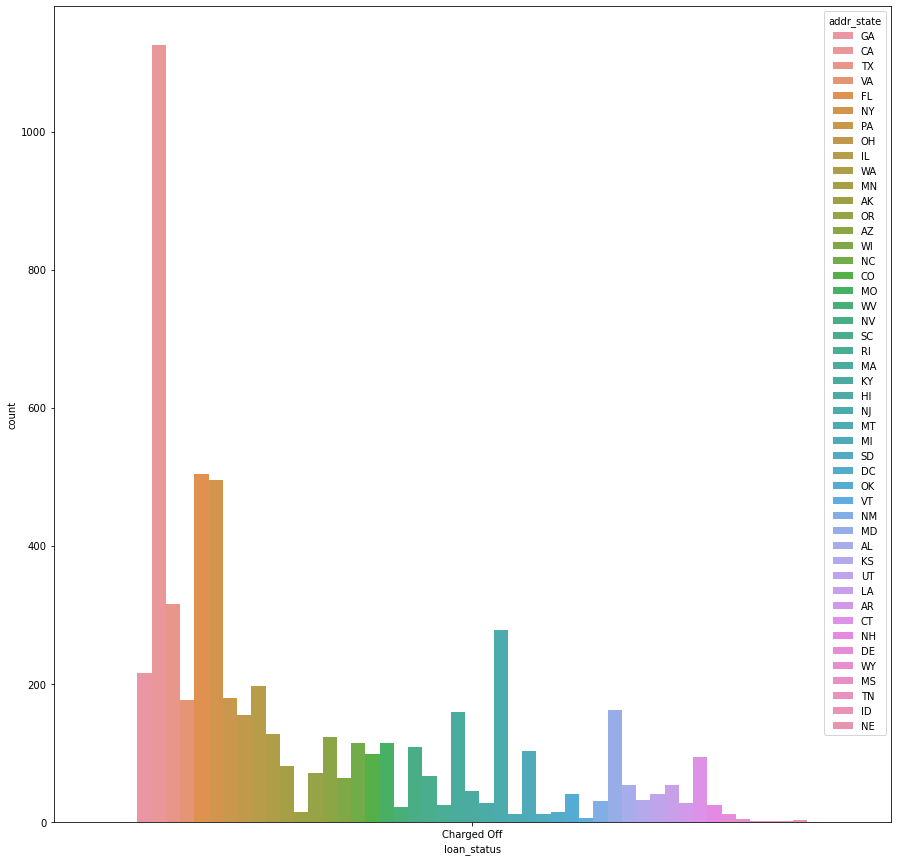 addr_state
GA
CA
TX
VA
FL
NY
PA
OH
IL
WA
MN
AK
OR
AZ
WI
NC
CO
MO
WV
NV
SC
RI
MA
KY
HI
NJ
MT
MI
SD
DC
OK
VT
NM
MD
AL
KS
UT
LA
AR
CT
NH
DE
WY
MS
TN
ID
NE
1000
800
600
400
200
0
count
Charged Off
loan_status